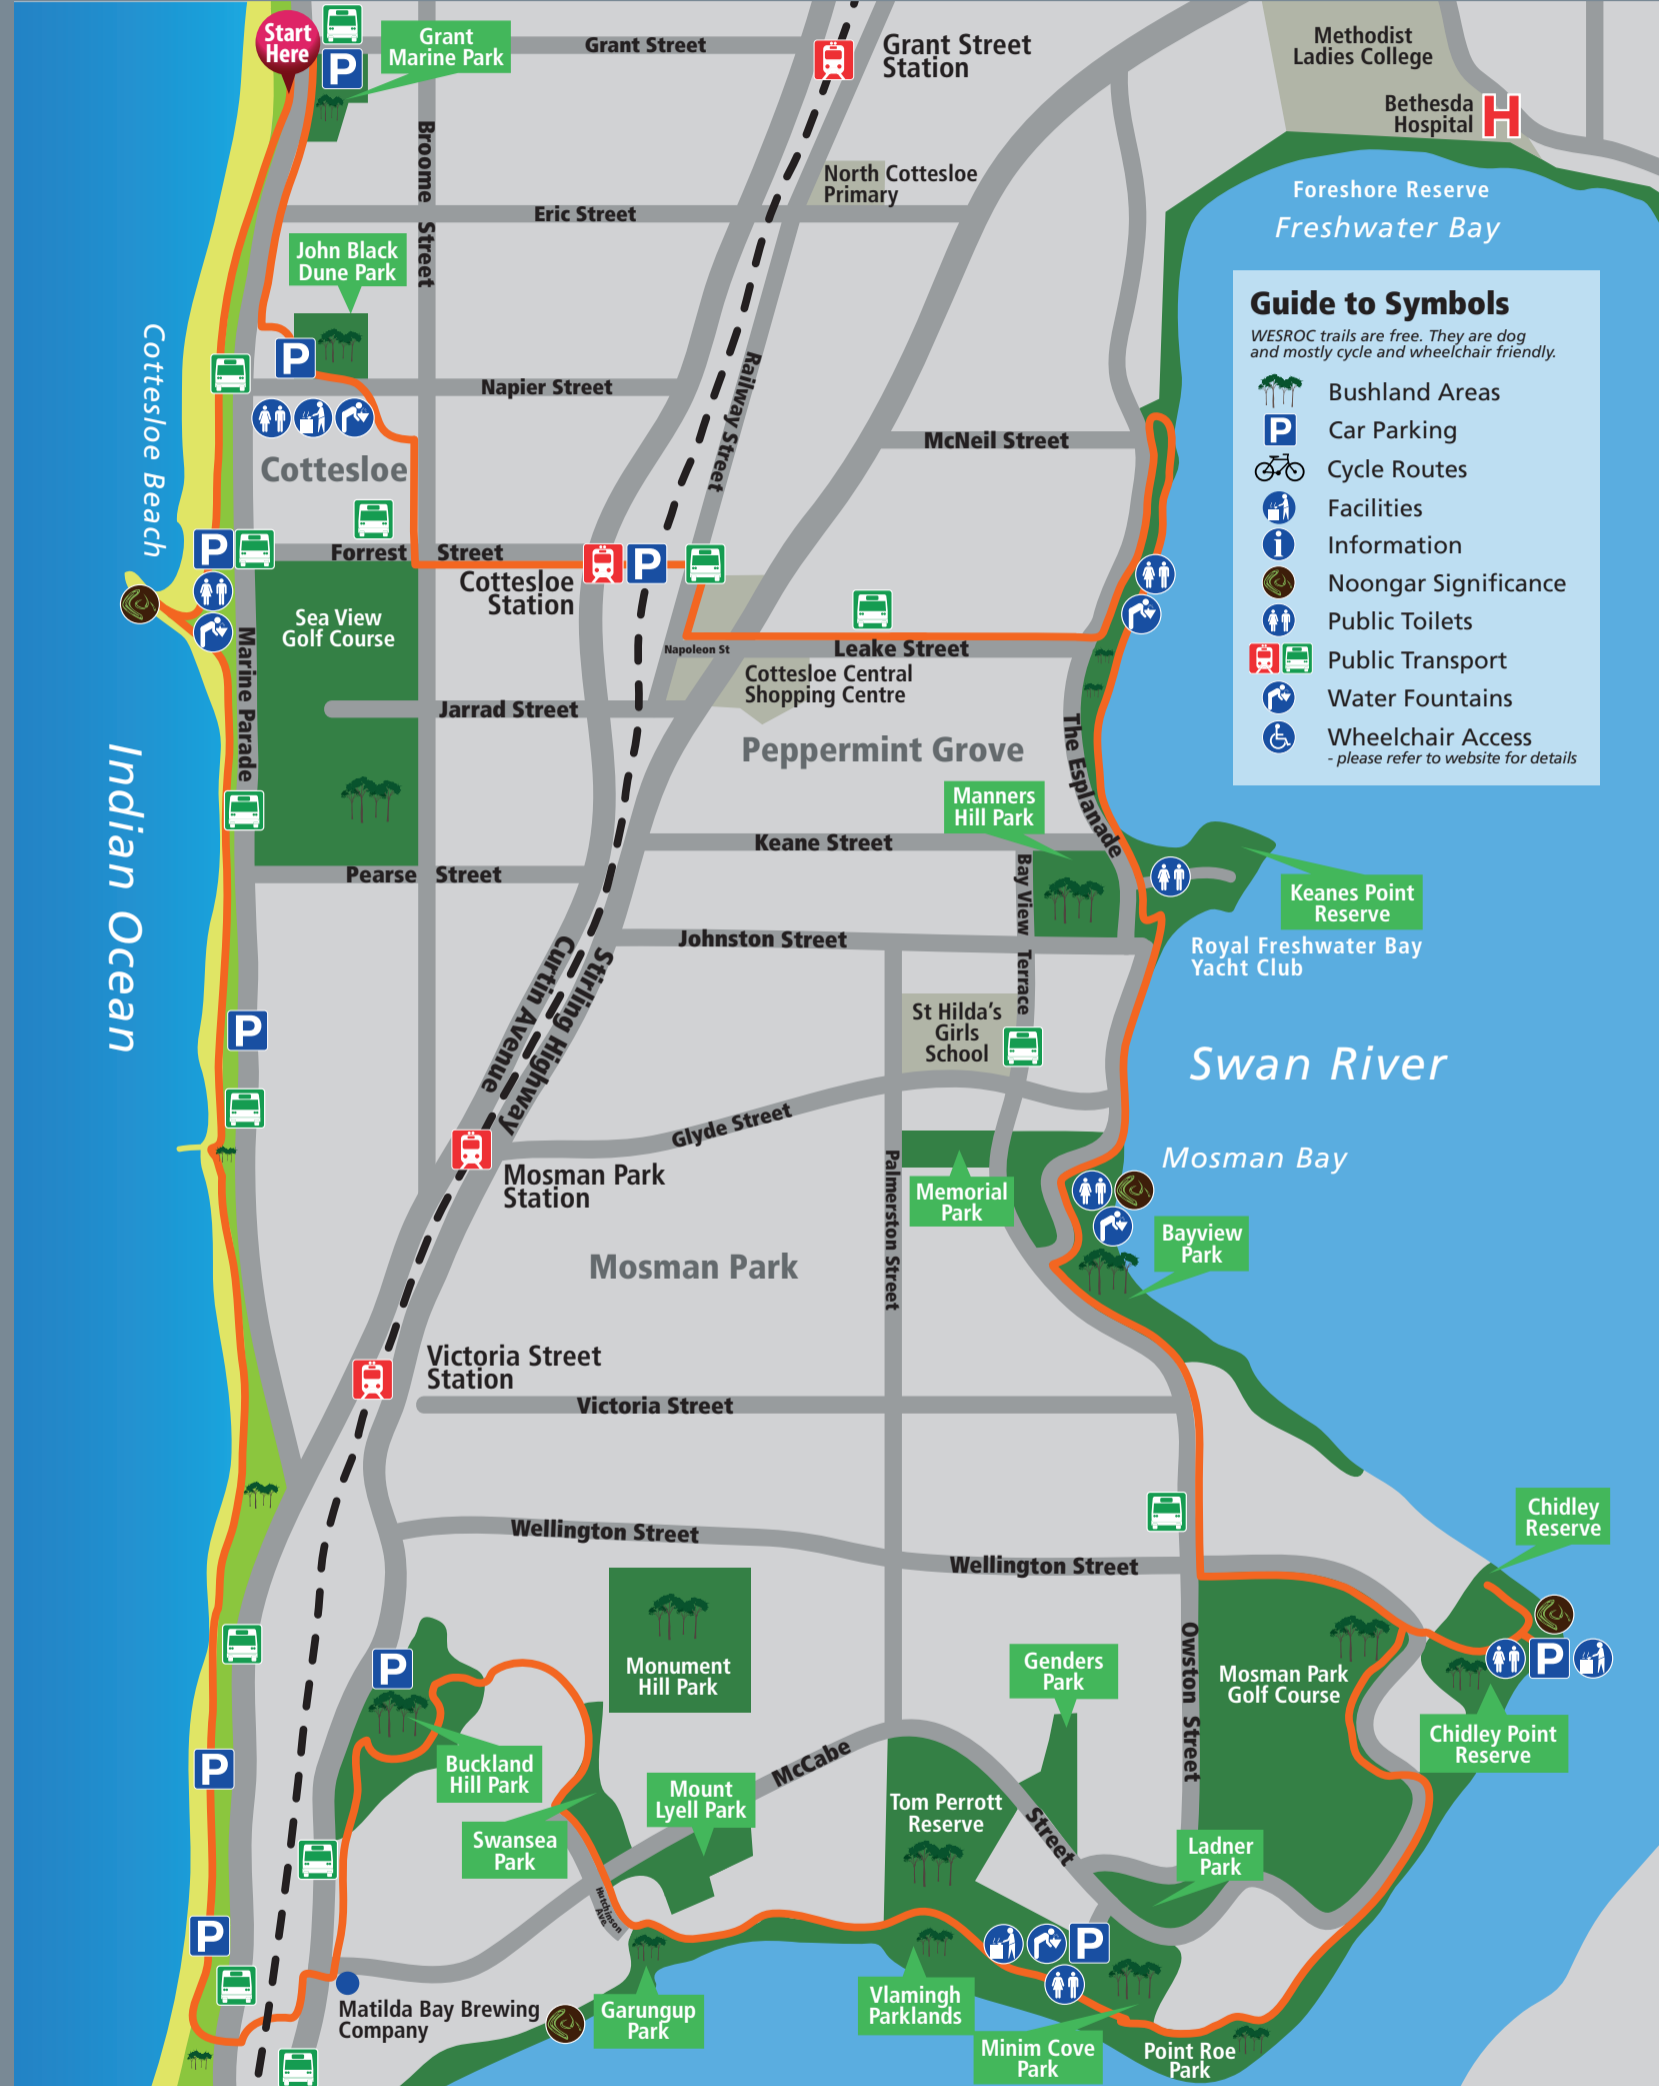 Start
Here
P
Grant
Marine Park
Grant Street
Grant Street
Station
Methodist
Ladies College
Bethesda
Hospital
H
Broome Street
North Cottesloe
Primary
Eric Street
Foreshore Reserve
Freshwater Bay
John Black
Dune Park
P
Cottesloe Beach
Napier Street
Railway Street
McNeil Street
Guide to Symbols
WESROC trails are free. They are dog
and mostly cycle and wheelchair friendly.
Bushland Areas
P
Car Parking
Cycle Routes
Facilities
i
Information
Noongar Significance
Public Toilets
Public Transport
Water Fountains
Wheelchair Access
- please refer to website for details
Cottesloe
P
Forrest Street
P
Cottesloe
Station
Sea View
Golf Course
Marine Parade
Napoleon St
Leake Street
Cottesloe Central
Shopping Centre
Jarrad Street
Peppermint Grove
The Esplanade
Indian Ocean
Manners
Hill Park
Keane Street
Pearse Street
Bay View Terrace
Keanes Point
Reserve
Johnston Street
Royal Freshwater Bay
Yacht Club
Curtin Avenue
Stirling Highway
St Hilda's
Girls
School
P
Swan River
Glyde Street
Mosman Park
Station
Palmerston Street
Memorial
Park
Mosman Bay
Bayview
Park
Mosman Park
Victoria Street
Station
Victoria Street
Wellington Street
Wellington Street
Chidley
Reserve
Monument
Hill Park
P
Genders
Park
Owston Street
Mosman Park
Golf Course
P
Chidley Point
Reserve
P
Buckland
Hill Park
McCabe Street
Mount
Lyell Park
Tom Perrott
Reserve
Swansea
Park
Ladner
Park
Hutchinson
Ave
P
P
Matilda Bay Brewing
Company
Garungup
Park
Vlamingh
Parklands
Minim Cove
Park
Point Roe
Park